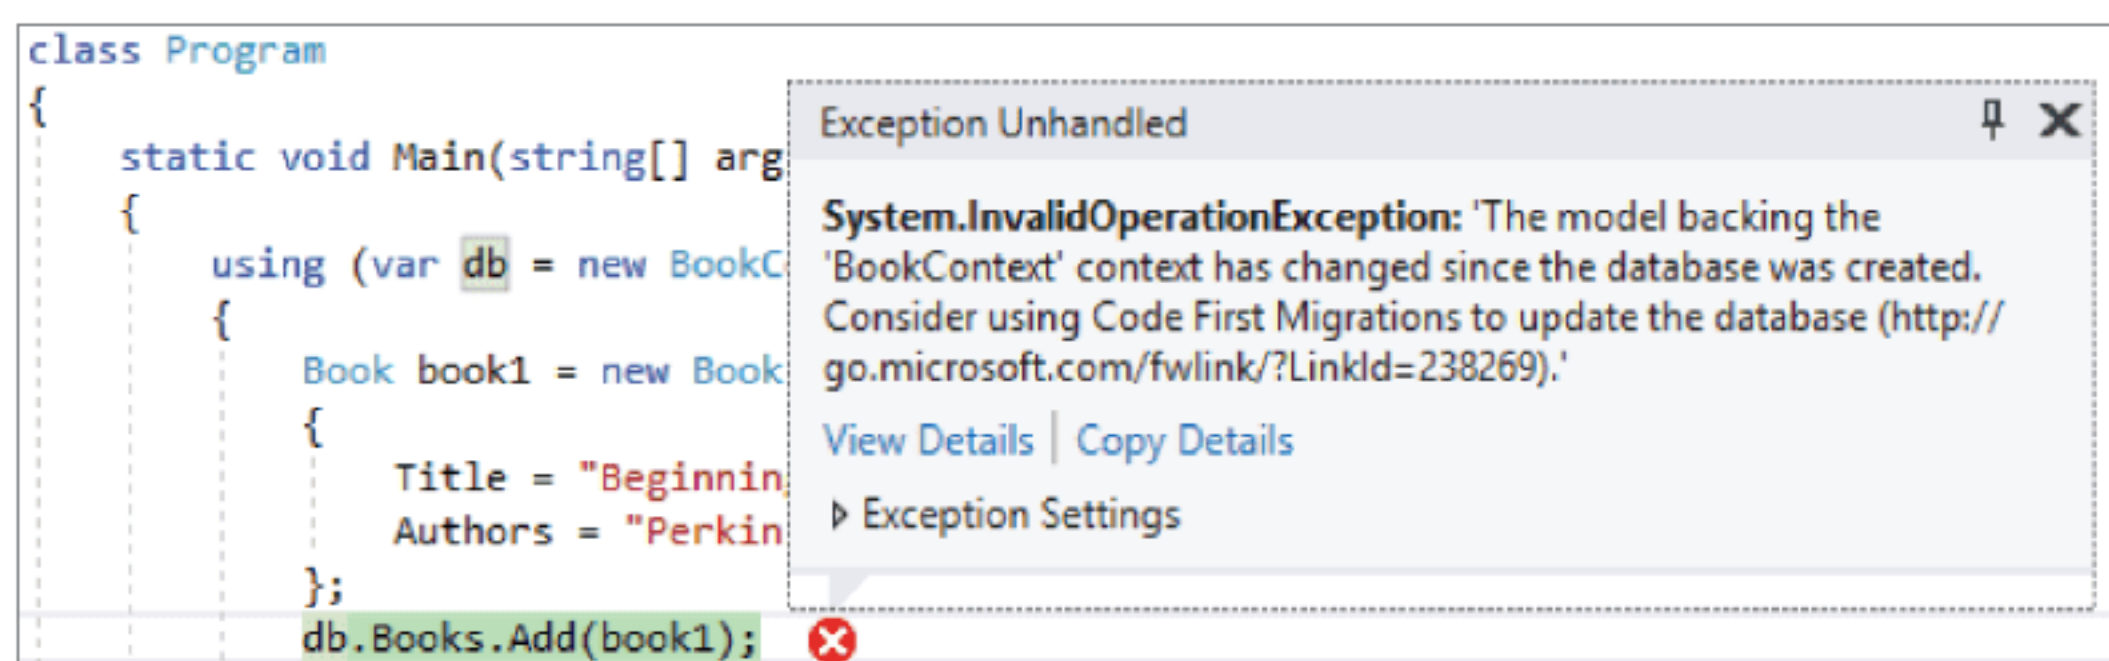 class Program
{
static void Main(string[] arg
{
using (var db = new BookC
{
Book book1 = new Book
{
Title = "Beginnin
Authors = "Perkin
};
db.Books.Add(book1);
Exception Unhandled
System.InvalidOperationException: 'The model backing the
'BookContext' context has changed since the database was created.
Consider using Code First Migrations to update the database (http://
go.microsoft.com/fwlink/?LinkId=238269).'
View Details | Copy Details
Exception Settings